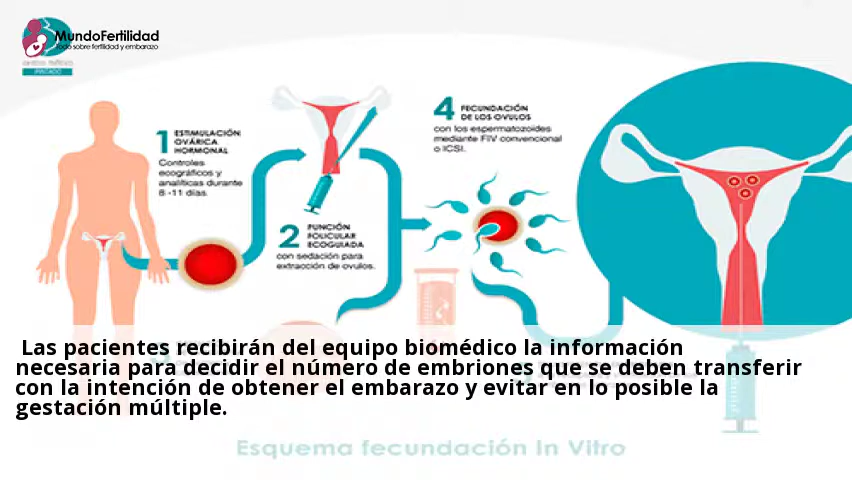 MundoFertilidad
Todo sobre fertilidad y embarazo
1 ESTIMULACIÓN
OVÁRICA
HORMONAL
Controles
ecográficos y
analíticas durante
8 -11 días.
2 PUNCIÓN
FOLICULAR
ECOGUIADA
con sedación para
extracción de ovulos.
4 FECUNDACIÓN
DE LOS OVULOS
con los espermatozoides
mediante FIV convencional
o ICSI.
Las pacientes recibirán del equipo biomédico la información
necesaria para decidir el número de embriones que se deben transferir
con la intención de obtener el embarazo y evitar en lo posible la
gestación múltiple.
Esquema fecundación In Vitro